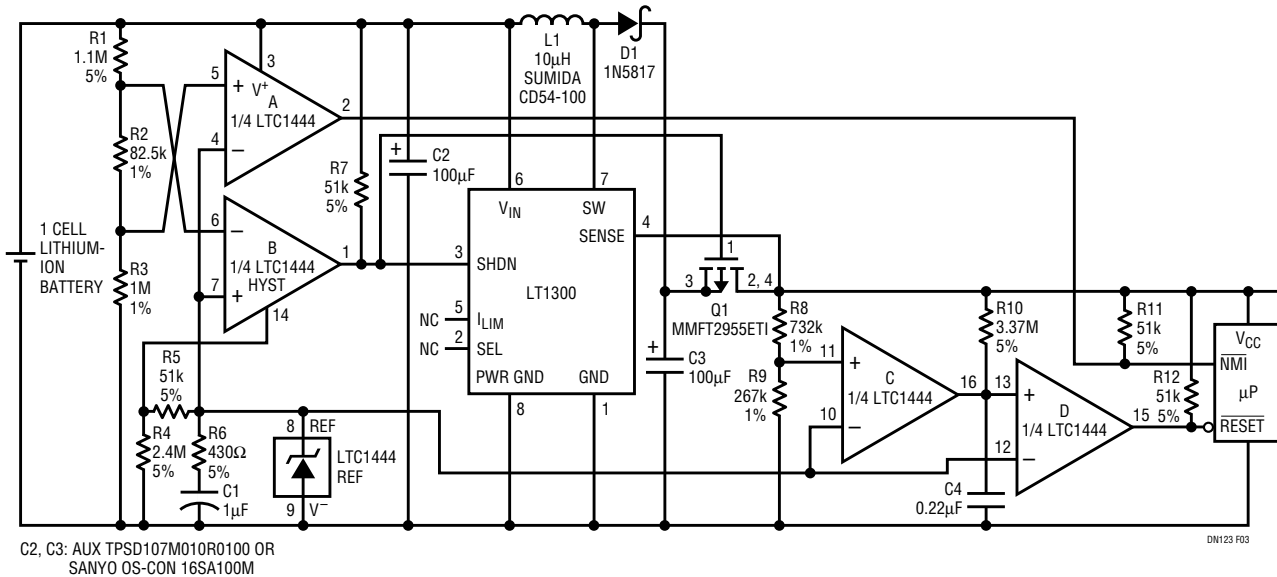 R1
1.1M
5%
R2
82.5k
1%
R3
1M
1%
1 CELL
LITHIUM-
ION
BATTERY
3
V+
5
+
A
1/4 LTC1444
4
–
2
6
–
B
1/4 LTC1444
HYST
7
+
1
14
R5
51k
5%
R4
2.4M
5%
R6
430Ω
5%
C1
1µF
8 REF
LTC1444
REF
9 V–
R7
51k
5%
+
C2
100µF
L1
10µH
SUMIDA
CD54-100
D1
1N5817
6
7
VIN
SW
SENSE
4
3
SHDN
LT1300
NC
5
ILIM
NC
2
SEL
PWR GND
GND
8
1
1
3
2, 4
Q1
MMFT2955ETI
+
C3
100µF
R8
732k
1%
R9
267k
1%
11
+
C
1/4 LTC1444
10
–
16
R10
3.37M
5%
13
+
D
1/4 LTC1444
12
–
15
C4
0.22µF
R11
51k
5%
R12
51k
5%
VCC
NMI
µP
RESET
C2, C3: AUX TPSD107M010R0100 OR
SANYO OS-CON 16SA100M
DN123 F03